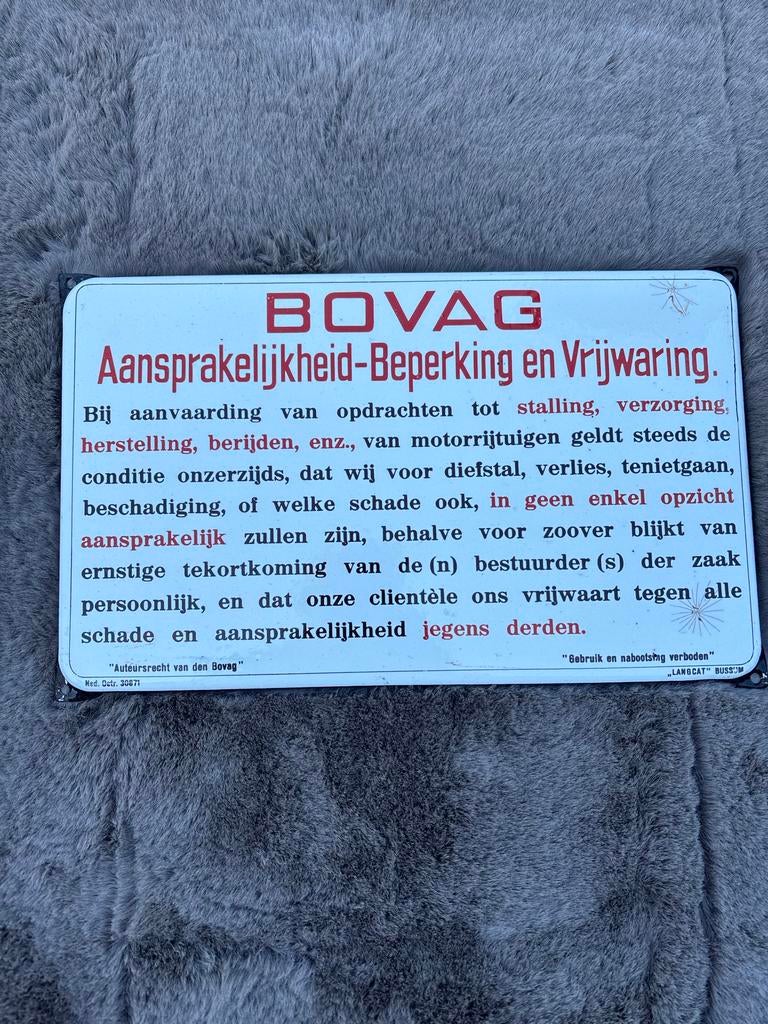 BOVAG
Aansprakelijkheid-Beperking en Vrijwaring.
Bij aanvaarding van opdrachten tot stalling, verzorging,
herstelling, berijden, enz., van motorrijtuigen geldt steeds de
conditie onzerzijds, dat wij voor diefstal, verlies, tenietgaan,
beschadiging, of welke schade ook, in geen enkel opzicht
aansprakelijk zullen zijn, behalve voor zoover blijkt van
ernstige tekortkoming van de (n) bestuurder (s) der zaak
persoonlijk, en dat onze clientèle ons vrijwaart tegen alle
schade en aansprakelijkheid jegens derden.
"Auteursrecht van den Bovag" "Gebruik en nabootsing verboden"
Ned. Octr. 30871 „LANGCAT" BUSSUM